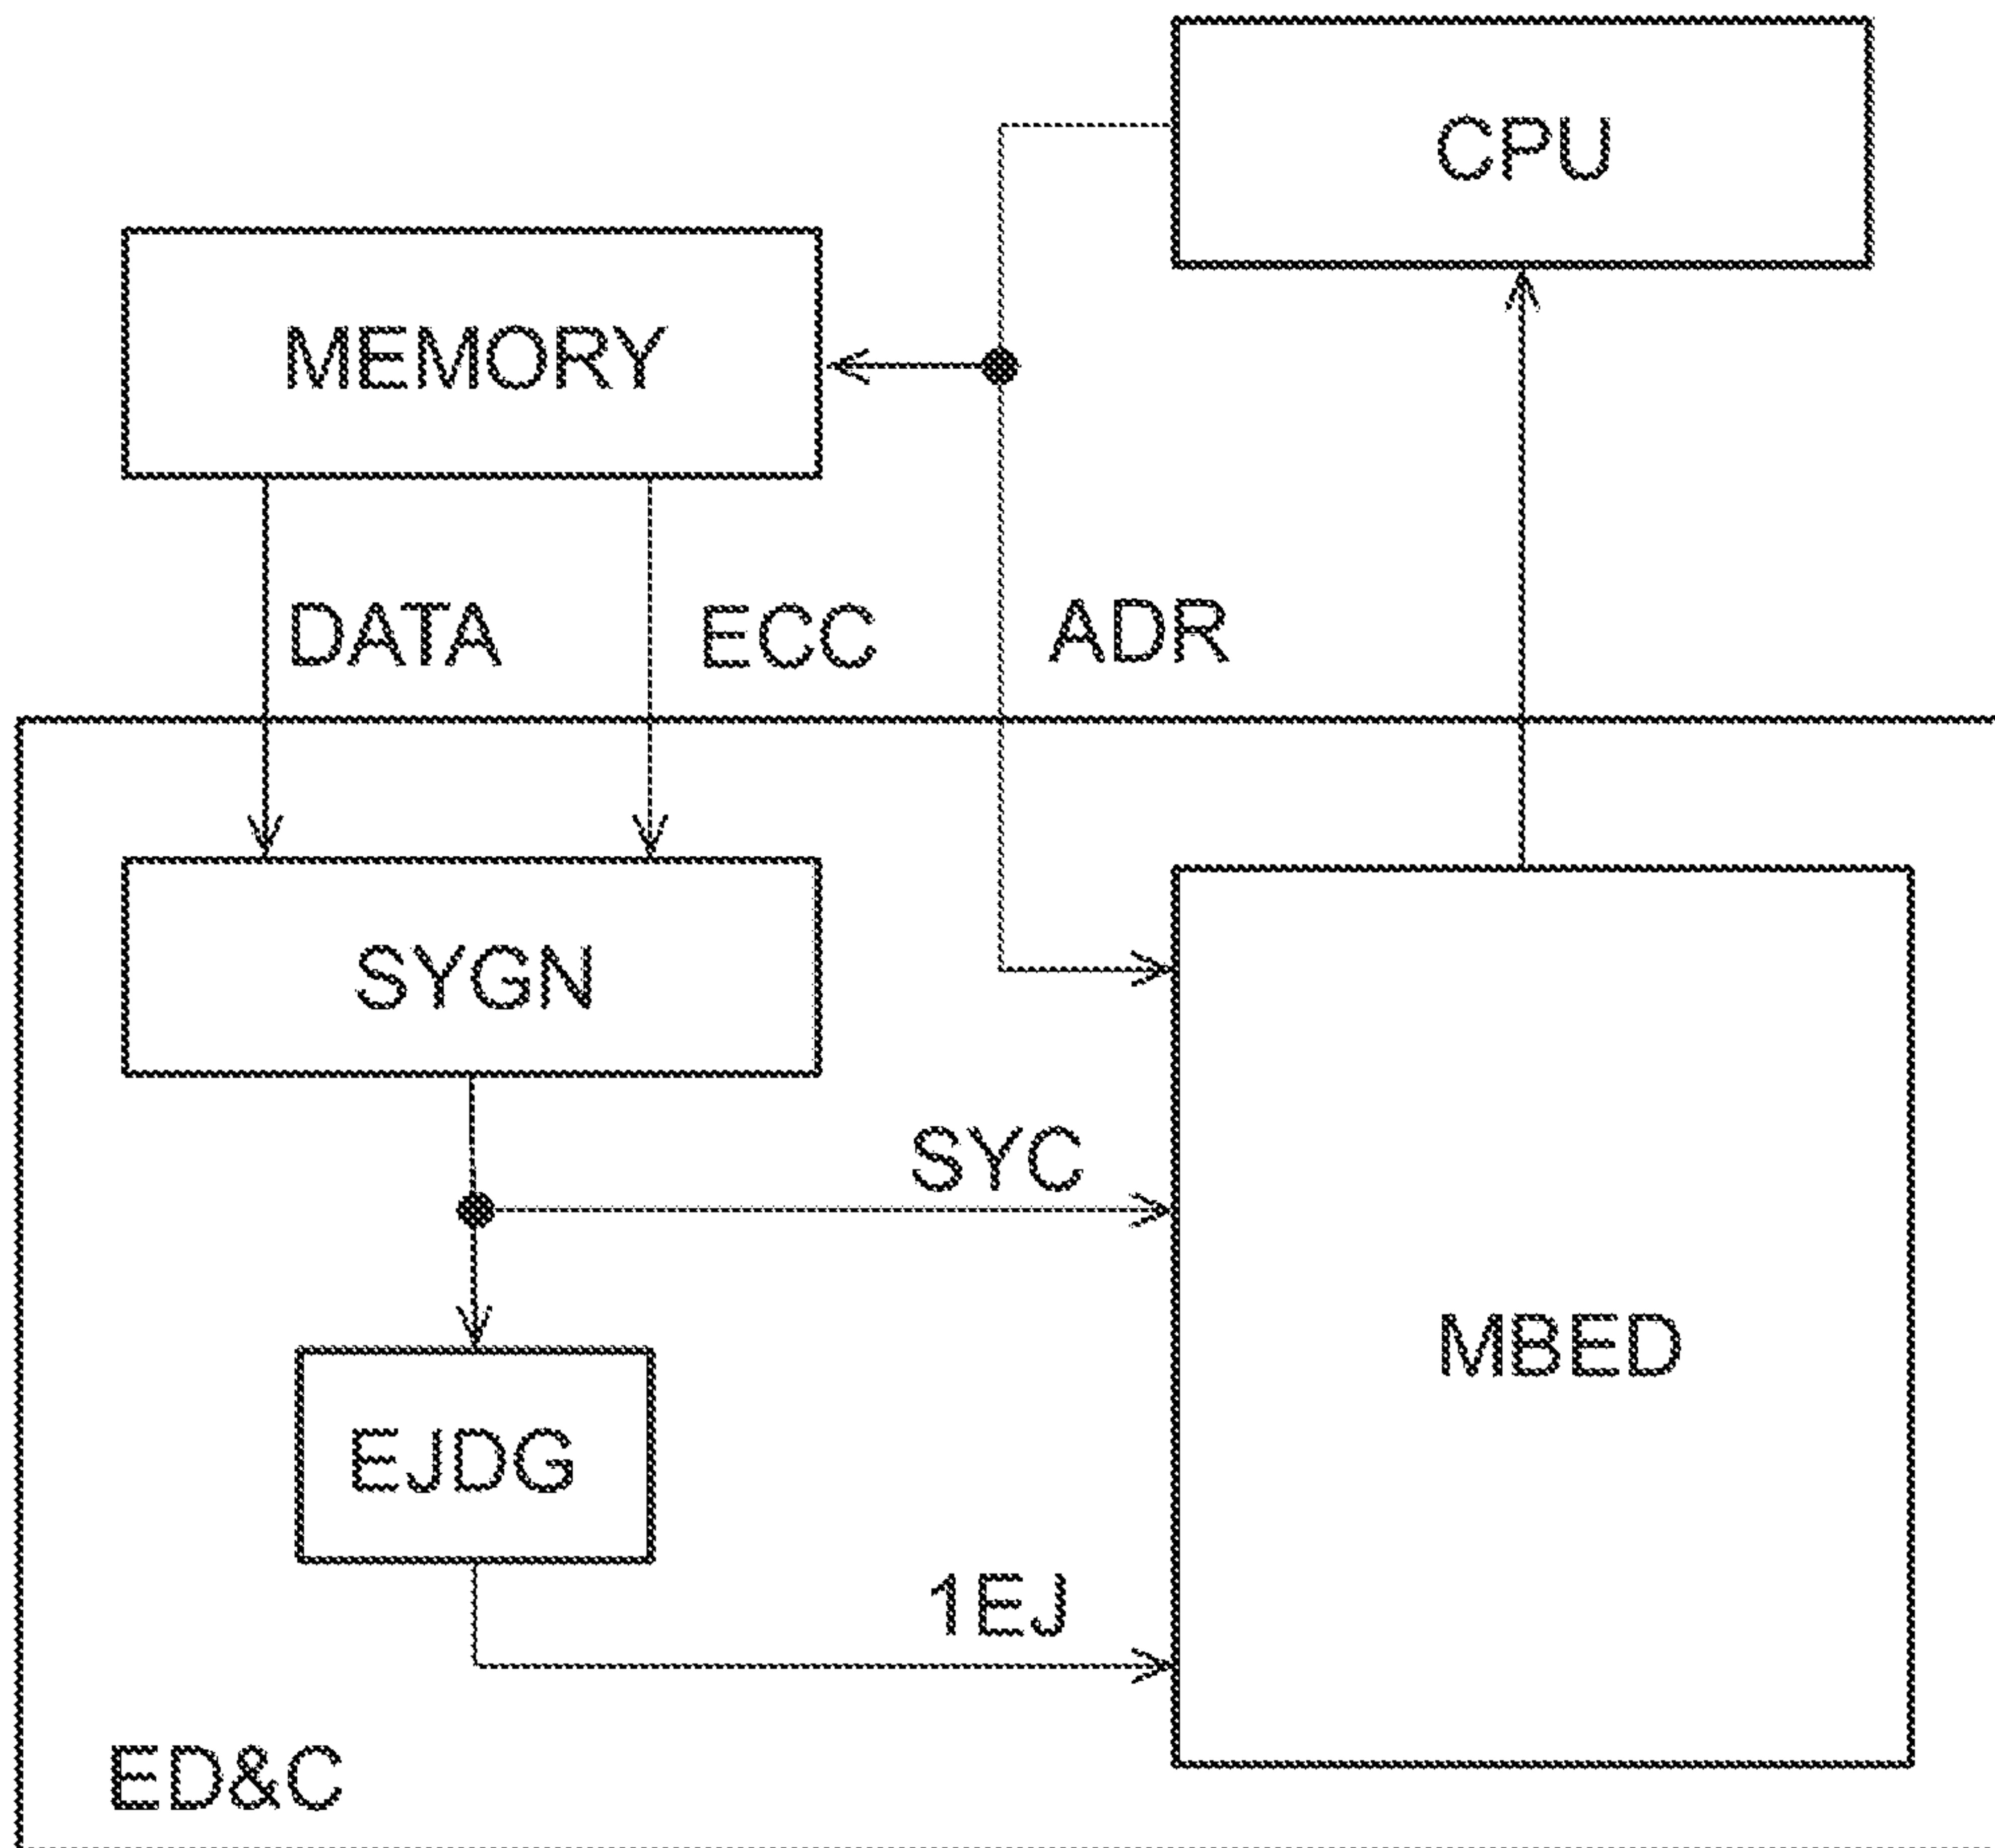 CPU
MEMORY
DATA
ECC
ADR
SYGN
SYC
MBED
EJDG
1EJ
ED&C